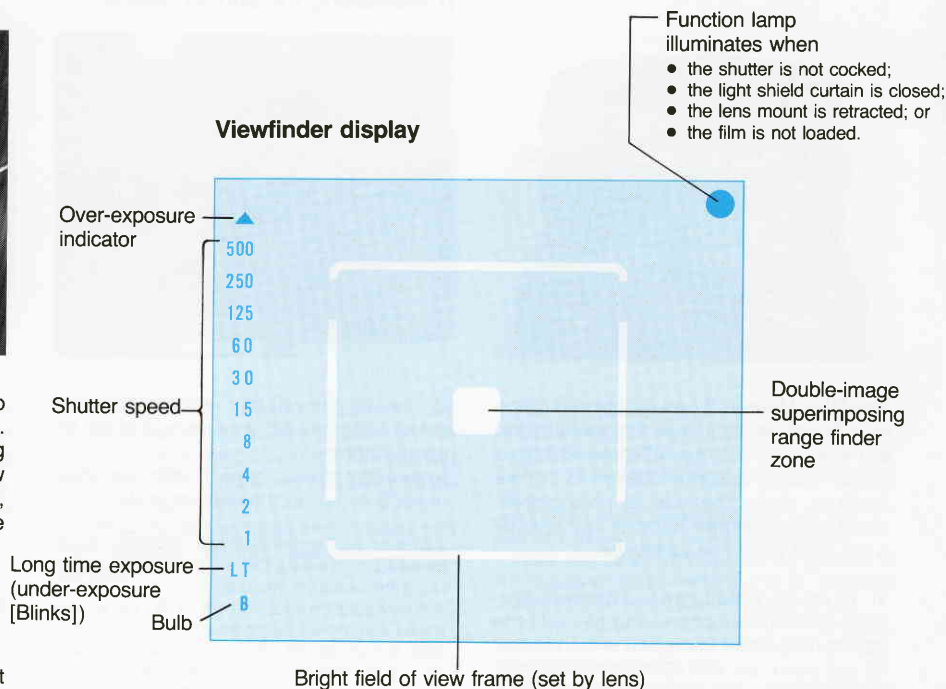 Function lamp
illuminates when
● the shutter is not cocked;
● the light shield curtain is closed;
● the lens mount is retracted; or
● the film is not loaded.
Viewfinder display
Over-exposure
indicator
500
250
125
60
30
Shutter speed
15
8
4
2
1
Double-image
superimposing
range finder
zone
Long time exposure
(under-exposure
[Blinks])
LT
Bulb
B
Bright field of view frame (set by lens)